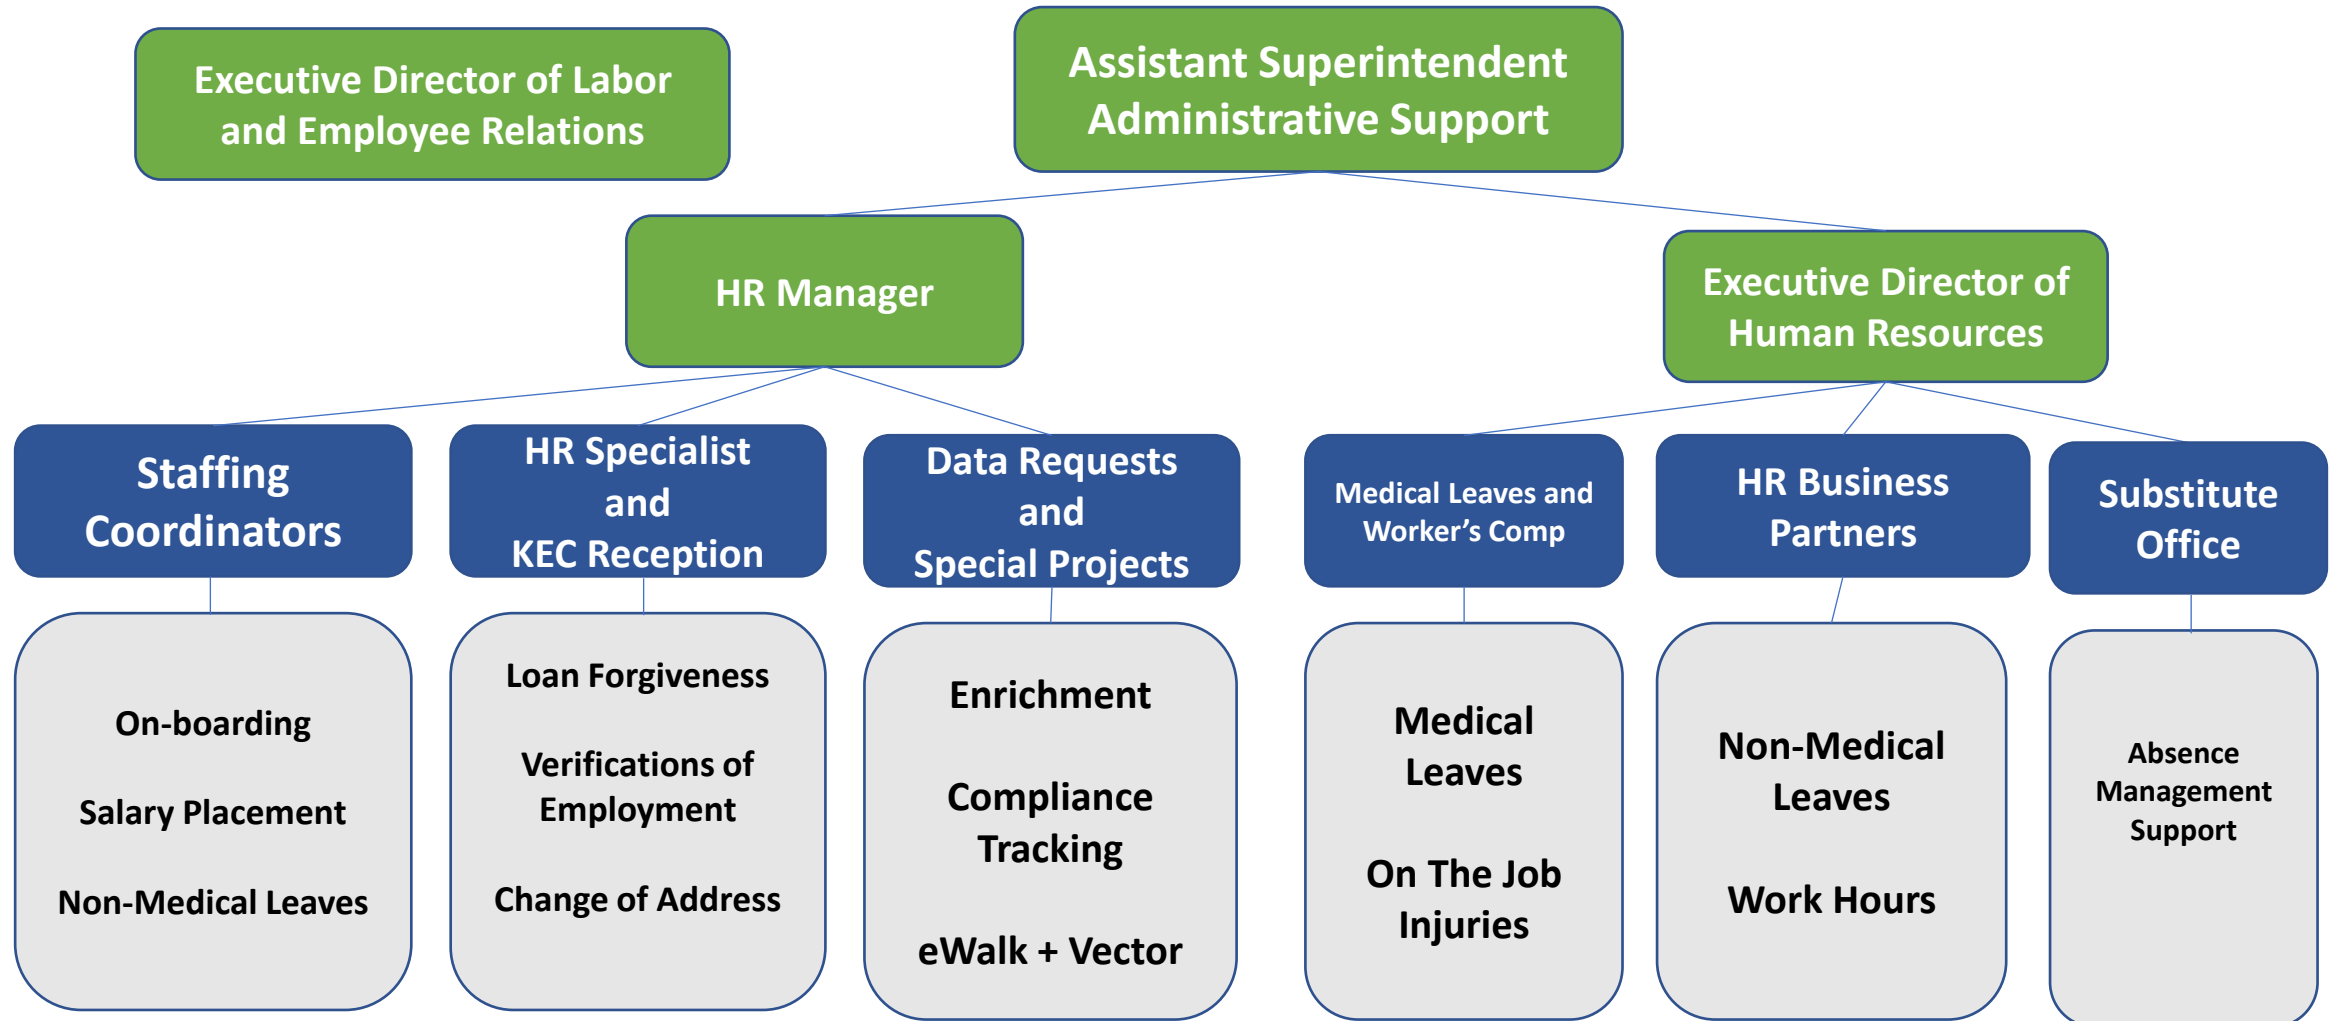 Executive Director of Labor
and Employee Relations
Assistant Superintendent
Administrative Support
HR Manager
Executive Director of
Human Resources
Staffing
Coordinators
HR Specialist
and
KEC Reception
Data Requests
and
Special Projects
Medical Leaves and
Worker’s Comp
HR Business
Partners
Substitute
Office
On-boarding
Salary Placement
Non-Medical Leaves
Loan Forgiveness
Verifications of
Employment
Change of Address
Enrichment
Compliance
Tracking
eWalk + Vector
Medical
Leaves
On The Job
Injuries
Non-Medical
Leaves
Work Hours
Absence
Management
Support